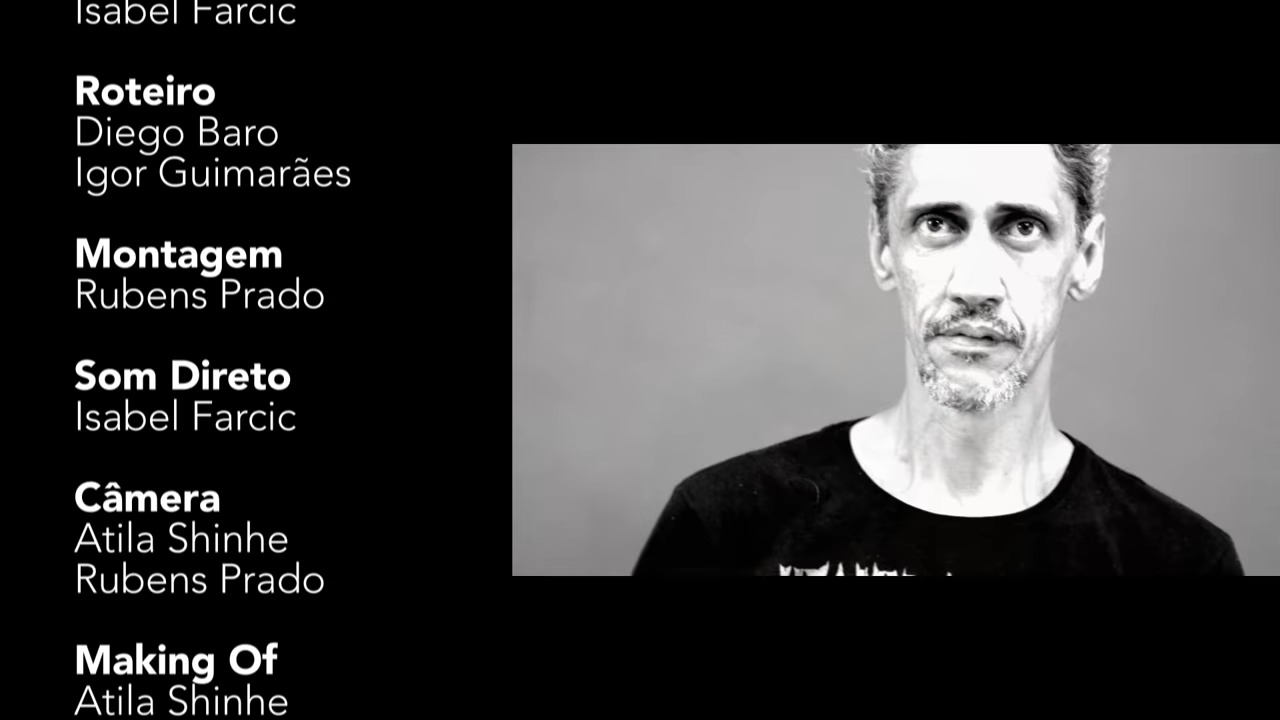 Isabel Farcic
Roteiro
Diego Baro
Igor Guimarães
Montagem
Rubens Prado
Som Direto
Isabel Farcic
Câmera
Atila Shinhe
Rubens Prado
Making Of
Atila Shinhe